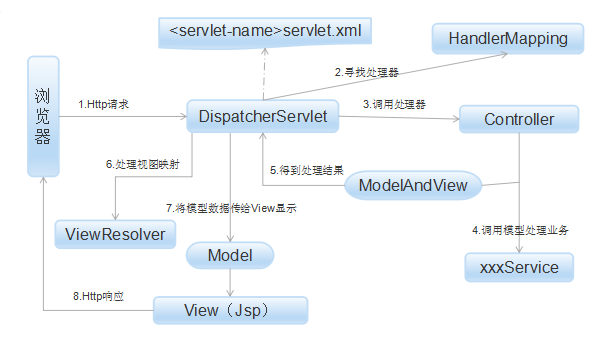 <servlet-name>servlet.xml
HandlerMapping
2.寻找处理器
浏览器
1.Http请求
DispatcherServlet
3.调用处理器
Controller
6.处理视图映射
5.得到处理结果
ModelAndView
7.将模型数据传给View显示
ViewResolver
4.调用模型处理业务
Model
xxxService
8.Http响应
View（Jsp）